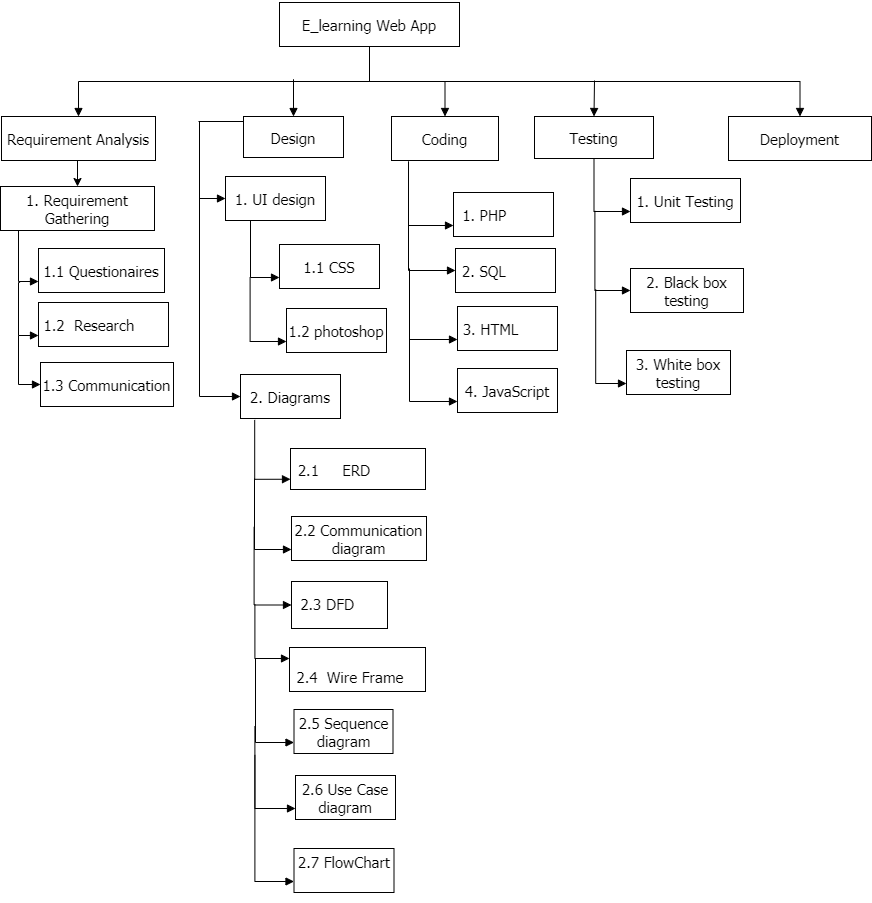 E_learning Web App
Requirement Analysis
Design
Coding
Testing
Deployment
1. Requirement
Gathering
1.1 Questionaires
1.2 Research
1.3 Communication
1. UI design
1.1 CSS
1.2 photoshop
2. Diagrams
2.1 ERD
2.2 Communication
diagram
2.3 DFD
2.4 Wire Frame
2.5 Sequence
diagram
2.6 Use Case
diagram
2.7 FlowChart
1. PHP
2. SQL
3. HTML
4. JavaScript
1. Unit Testing
2. Black box
testing
3. White box
testing